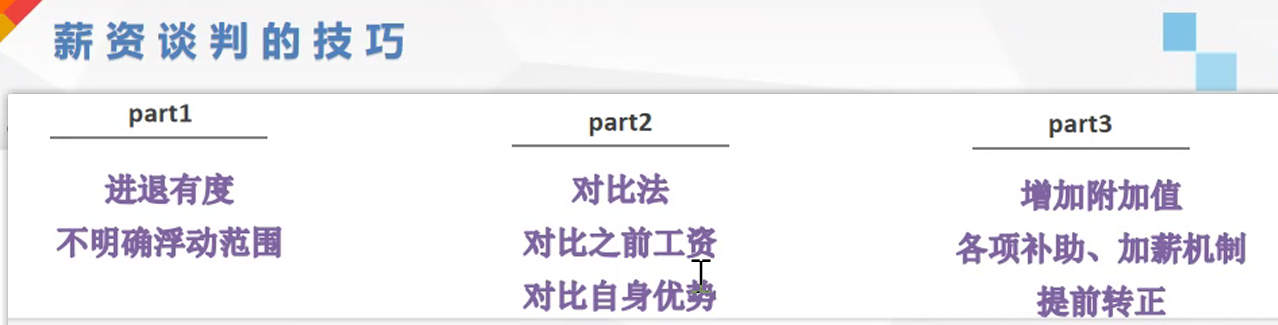 薪资谈判的技巧
part1
进退有度
不明确浮动范围
part2
对比法
对比之前工资
对比自身优势
part3
增加附加值
各项补助、加薪机制
提前转正